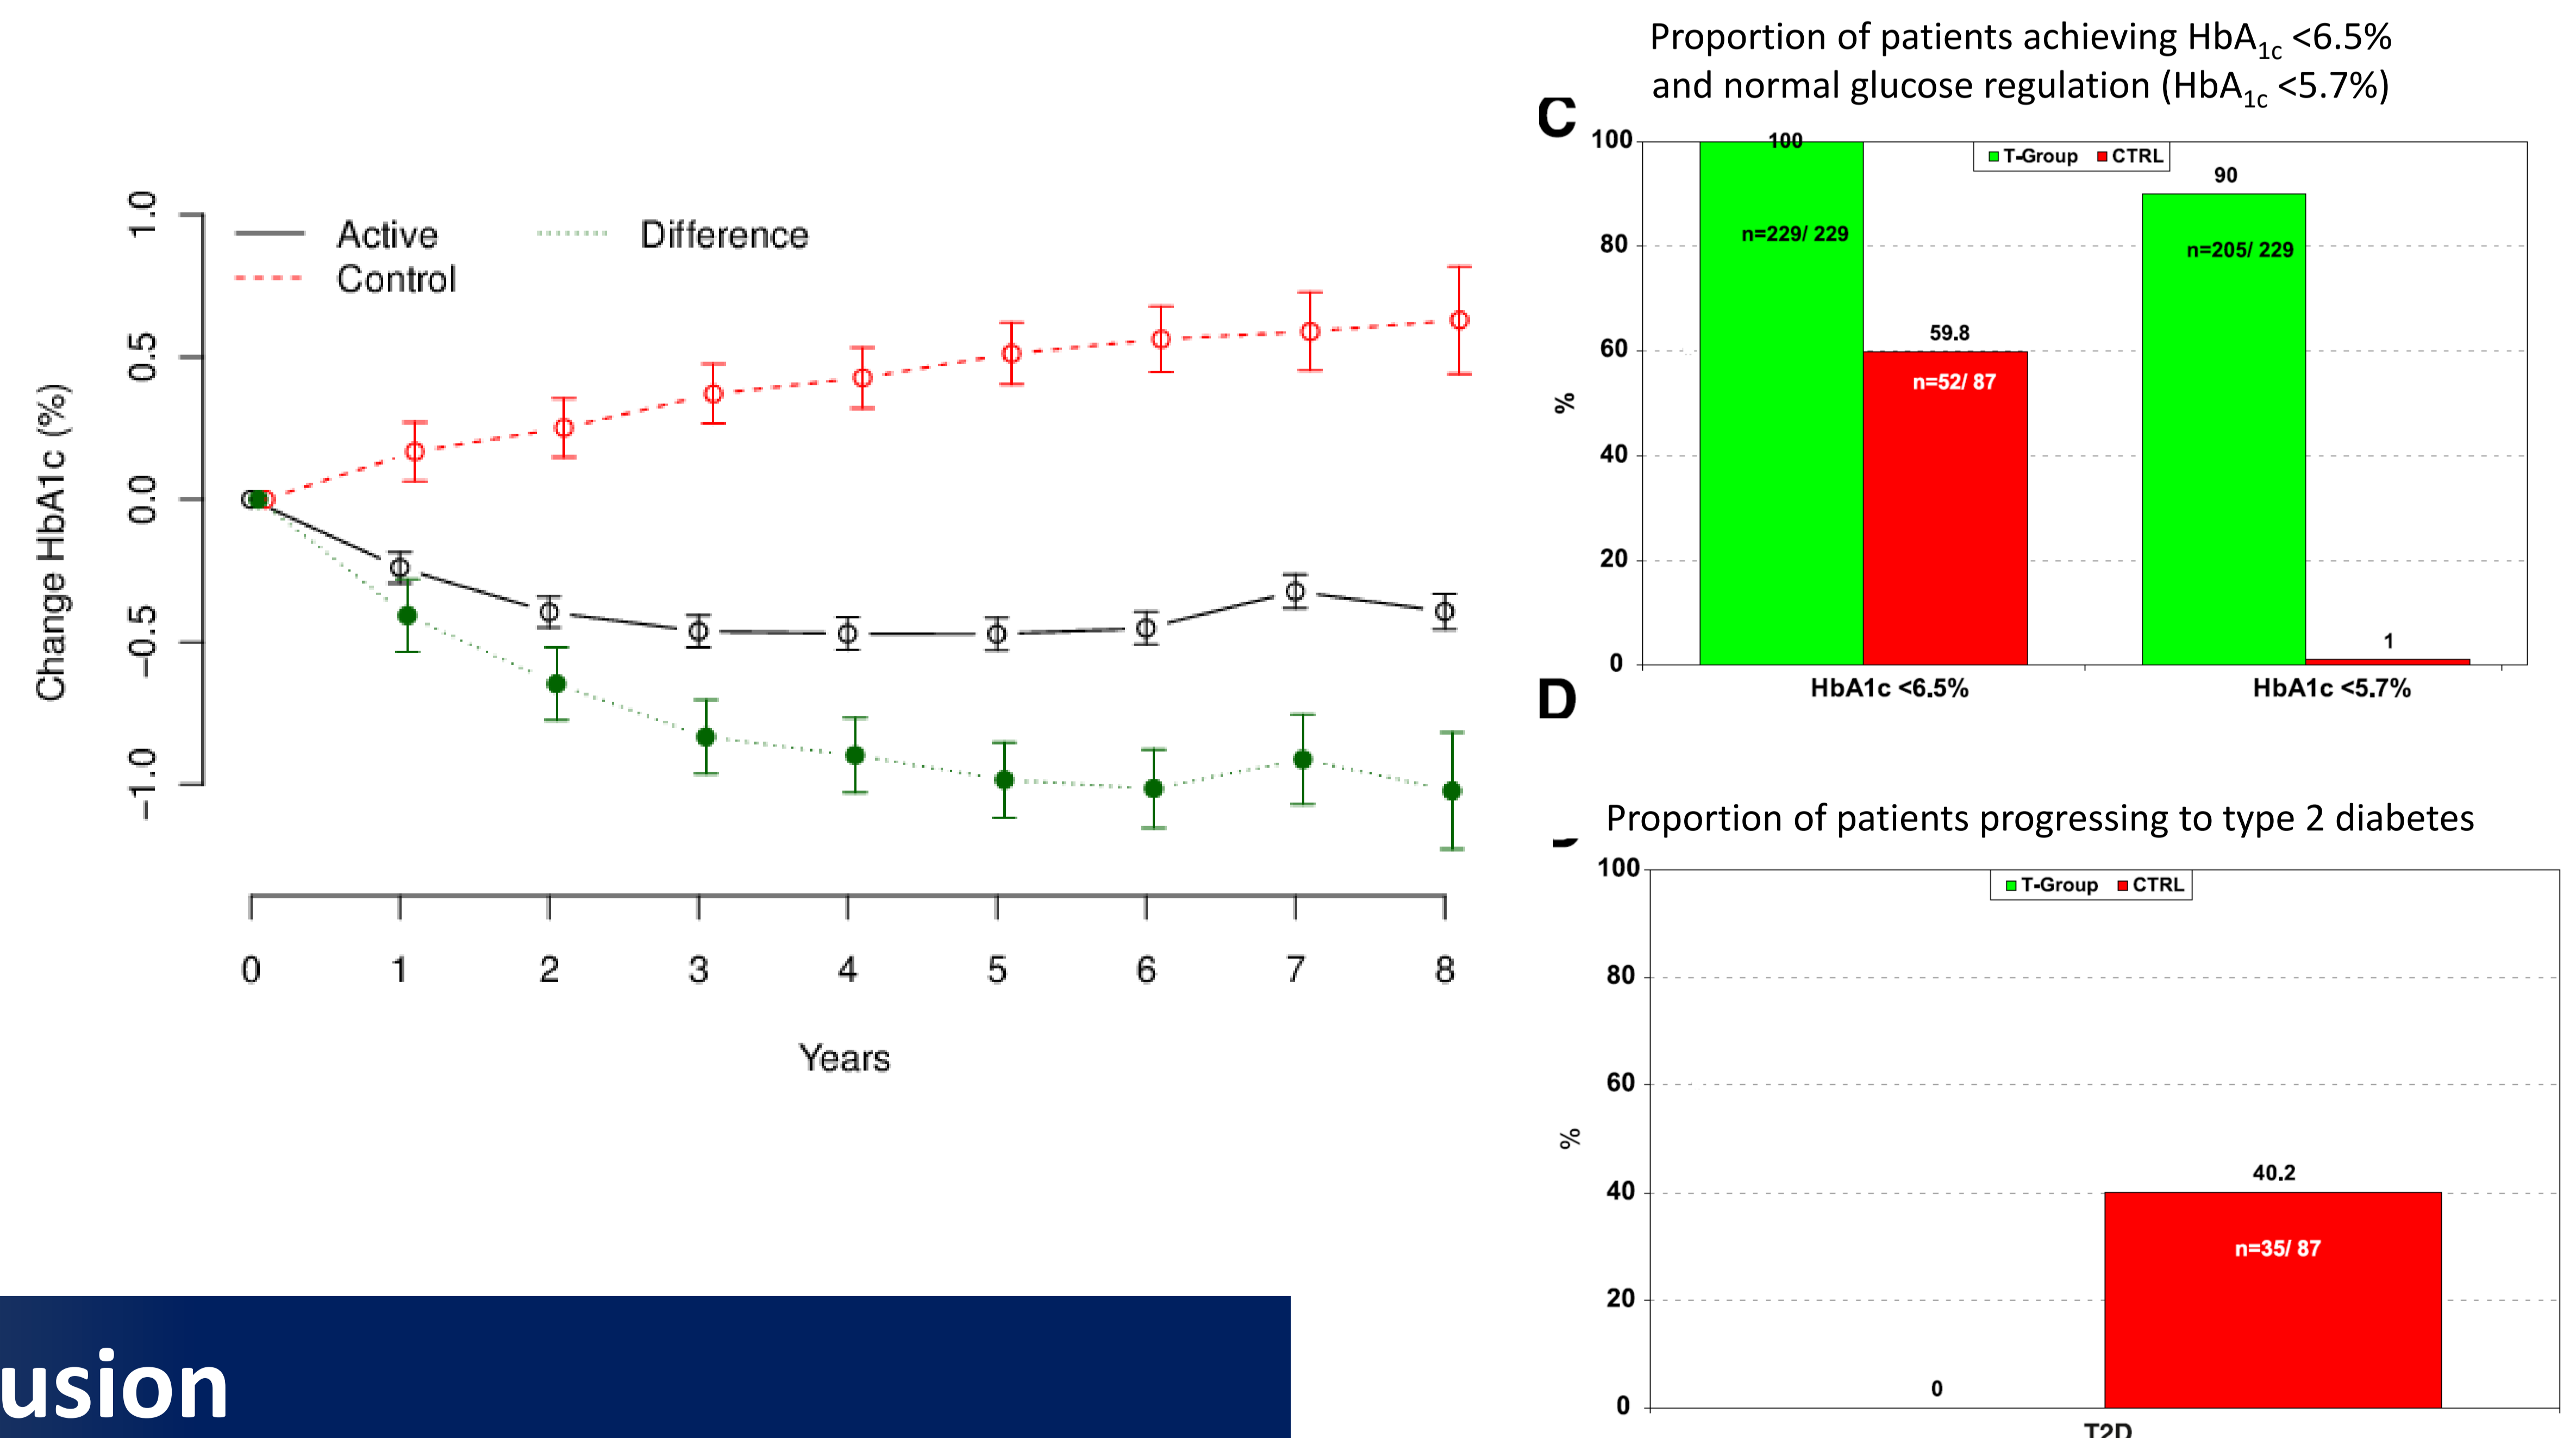 1.0
0.5
0.0
−0.5
−1.0
Change HbA1c (%)
Active
Difference
Control
0 1 2 3 4 5 6 7 8
Years
usion
Proportion of patients achieving HbA1c <6.5%
and normal glucose regulation (HbA1c <5.7%)
C
100
80
60
40
20
0
%
T-Group CTRL
100
n=229/ 229
59.8
n=52/ 87
90
n=205/ 229
1
HbA1c <6.5% HbA1c <5.7%
D
Proportion of patients progressing to type 2 diabetes
100
80
60
40
20
0
%
T-Group CTRL
0
40.2
n=35/ 87
T2D